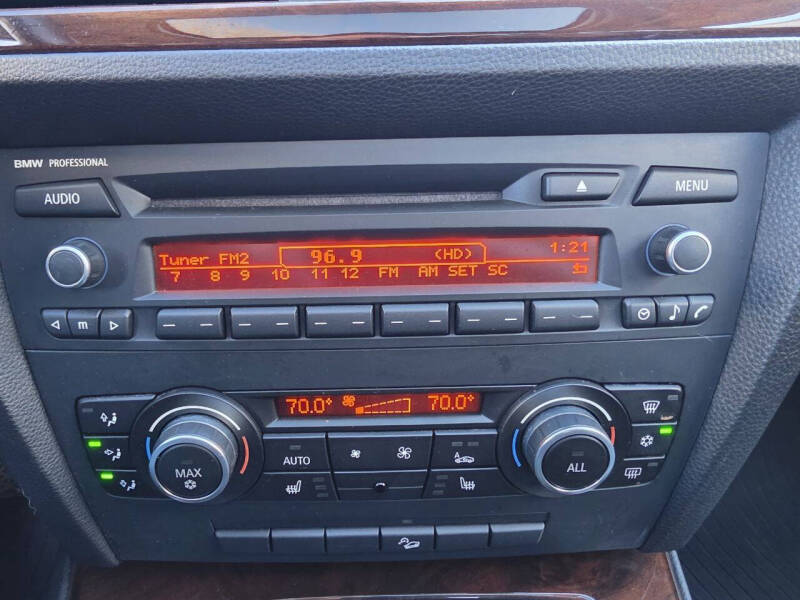 BMW PROFESSIONAL
AUDIO
MENU
Tuner FM2 96.9 (HD) 1:21
7 8 9 10 11 12 FM AM SET SC
m
70.0° 70.0°
AUTO
MAX
ALL